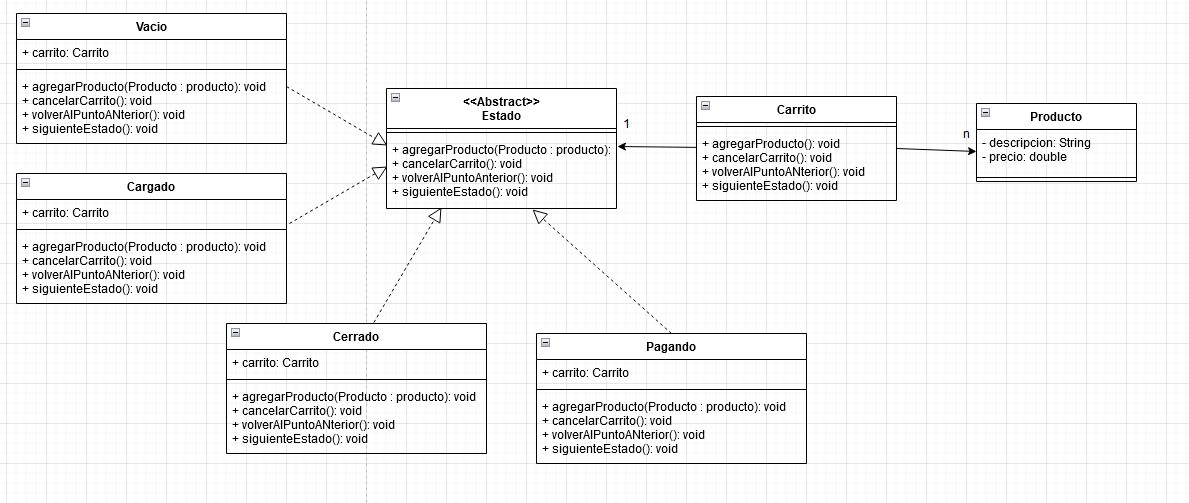 Vacio
+ carrito: Carrito
+ agregarProducto(Producto : producto): void
+ cancelarCarrito(): void
+ volverAlPuntoANterior(): void
+ siguienteEstado(): void
Cargado
+ carrito: Carrito
+ agregarProducto(Producto : producto): void
+ cancelarCarrito(): void
+ volverAlPuntoANterior(): void
+ siguienteEstado(): void
<<Abstract>>
Estado
+ agregarProducto(Producto : producto):
+ cancelarCarrito(): void
+ volverAlPuntoAnterior(): void
+ siguienteEstado(): void
1
Carrito
+ agregarProducto(): void
+ cancelarCarrito(): void
+ volverAlPuntoANterior(): void
+ siguienteEstado(): void
n
Producto
- descripcion: String
- precio: double
Cerrado
+ carrito: Carrito
+ agregarProducto(Producto : producto): void
+ cancelarCarrito(): void
+ volverAlPuntoANterior(): void
+ siguienteEstado(): void
Pagando
+ carrito: Carrito
+ agregarProducto(Producto : producto): void
+ cancelarCarrito(): void
+ volverAlPuntoANterior(): void
+ siguienteEstado(): void